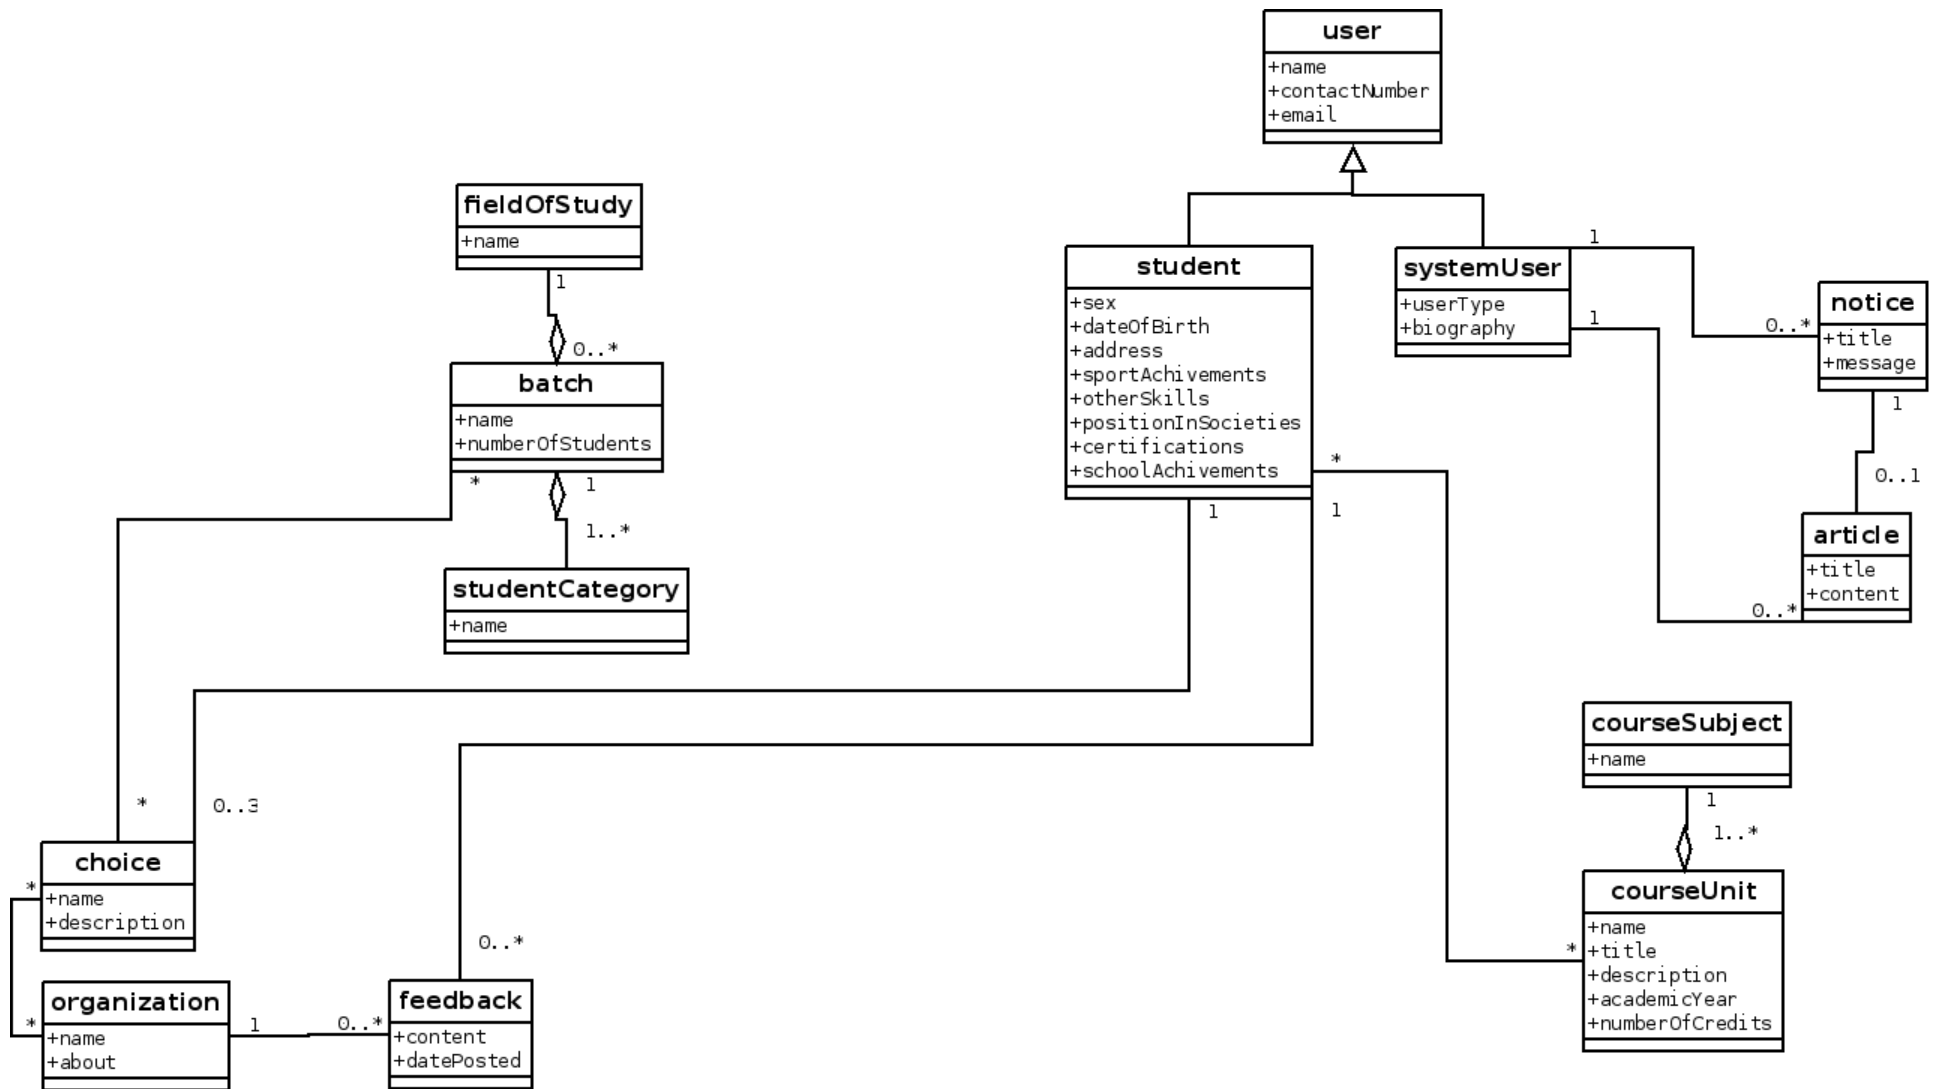 user
+name
+contactNumber
+email
fieldOfStudy
+name
1
0..*
batch
+name
+numberOfStudents
*
1
1..*
studentCategory
+name
student
+sex
+dateOfBirth
+address
+sportAchivements
+otherSkills
+positionInSocieties
+certifications
+schoolAchivements
*
1
1
systemUser
+userType
+biography
1
1
0..*
notice
+title
+message
1
0..1
article
+title
+content
0..*
courseSubject
+name
1
1..*
courseUnit
+name
+title
+description
+academicYear
+numberOfCredits
*
*
0..3
choice
+name
+description
*
*
organization
+name
+about
1
0..*
0..*
feedback
+content
+datePosted